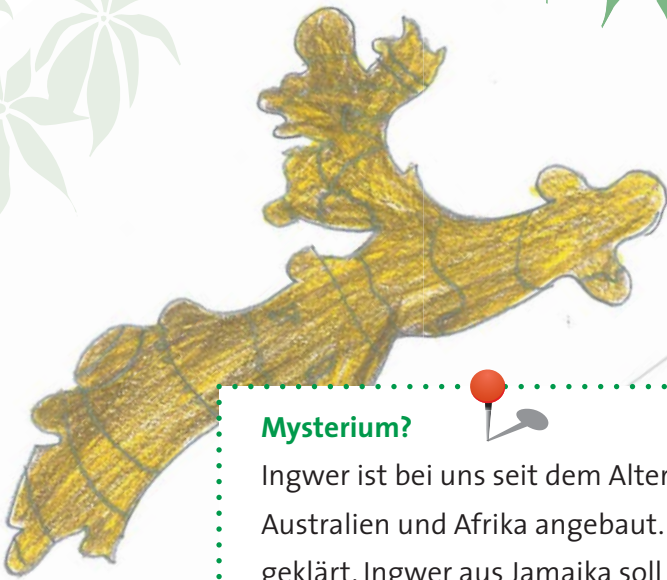 Mysterium?
Ingwer ist bei uns seit dem Alter
Australien und Afrika angebaut.
geklärt. Ingwer aus Jamaika soll